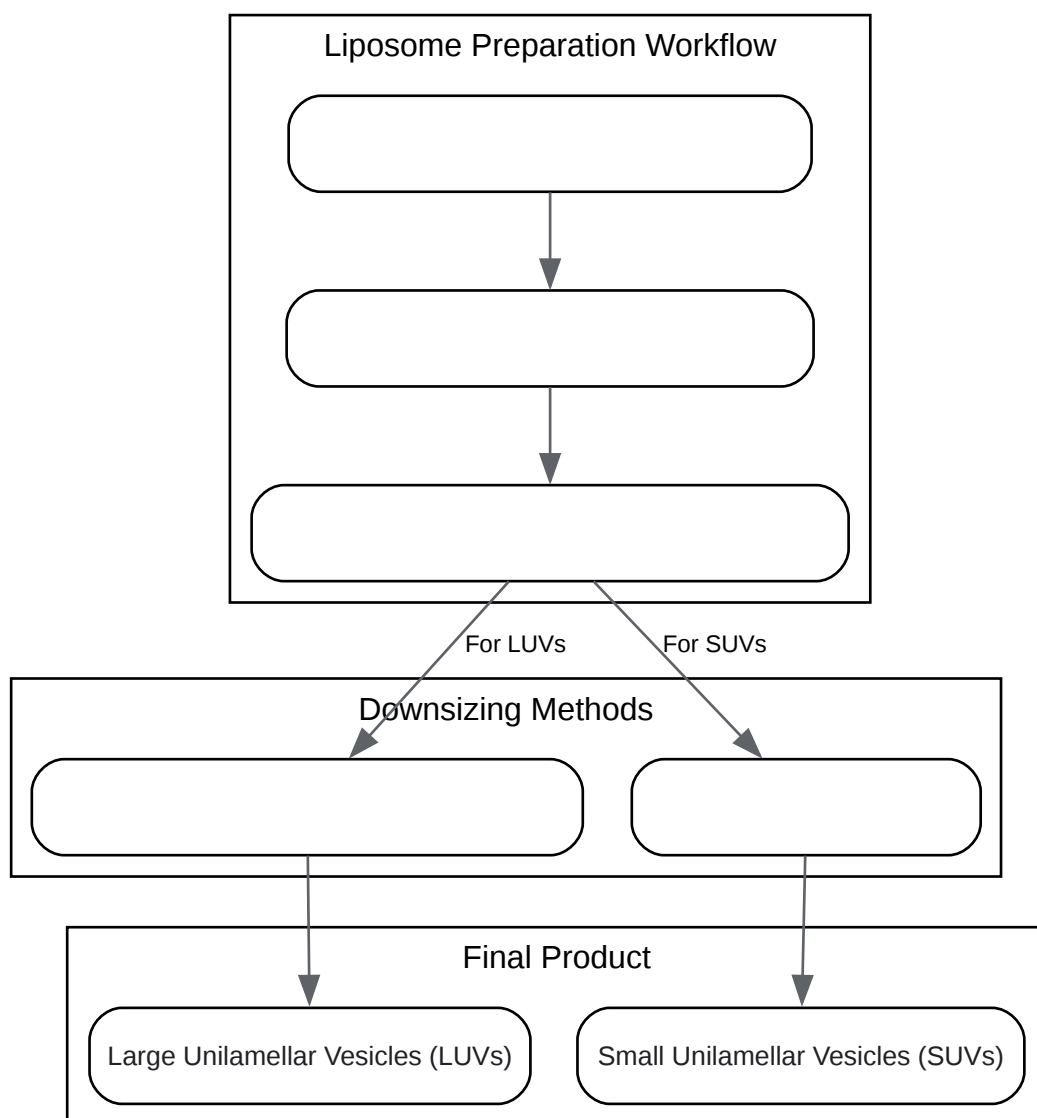 Liposome Preparation Workflow
For LUVs
For SUVs
Downsizing Methods
Final Product
Large Unilamellar Vesicles (LUVs)
Small Unilamellar Vesicles (SUVs)